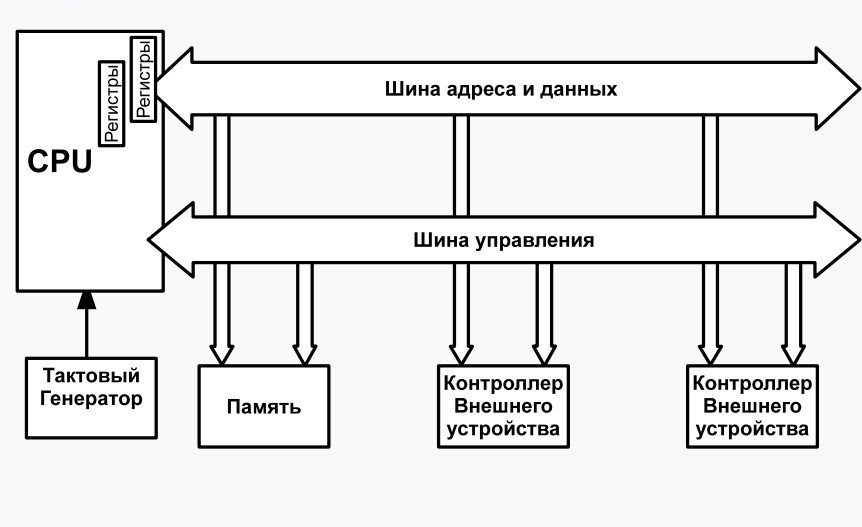 Регистры
Регистры
CPU
Шина адреса и данных
Шина управления
Тактовый
Генератор
Память
Контроллер
Внешнего
устройства
Контроллер
Внешнего
устройства